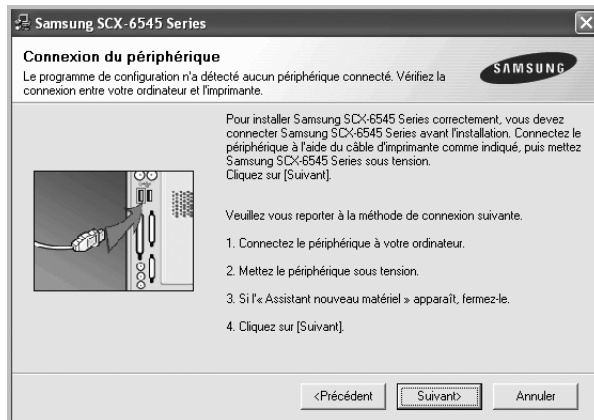 Samsung SCX-6545 Series
Connexion du périphérique
Le programme de configuration n'a détecté aucun périphérique connecté. Vérifiez la
connexion entre votre ordinateur et l'imprimante.
SAMSUNG
Pour installer Samsung SCX-6545 Series correctement, vous devez
connecter Samsung SCX-6545 Series avant l'installation. Connectez le
périphérique à l'aide du câble d'imprimante comme indiqué, puis mettez
Samsung SCX-6545 Series sous tension.
Cliquez sur [Suivant].
Veuillez vous reporter à la méthode de connexion suivante.
1. Connectez le périphérique à votre ordinateur.
2. Mettez le périphérique sous tension.
3. Si l'« Assistant nouveau matériel » apparaît, fermez-le.
4. Cliquez sur [Suivant].
<Précédent
Suivant>
Annuler